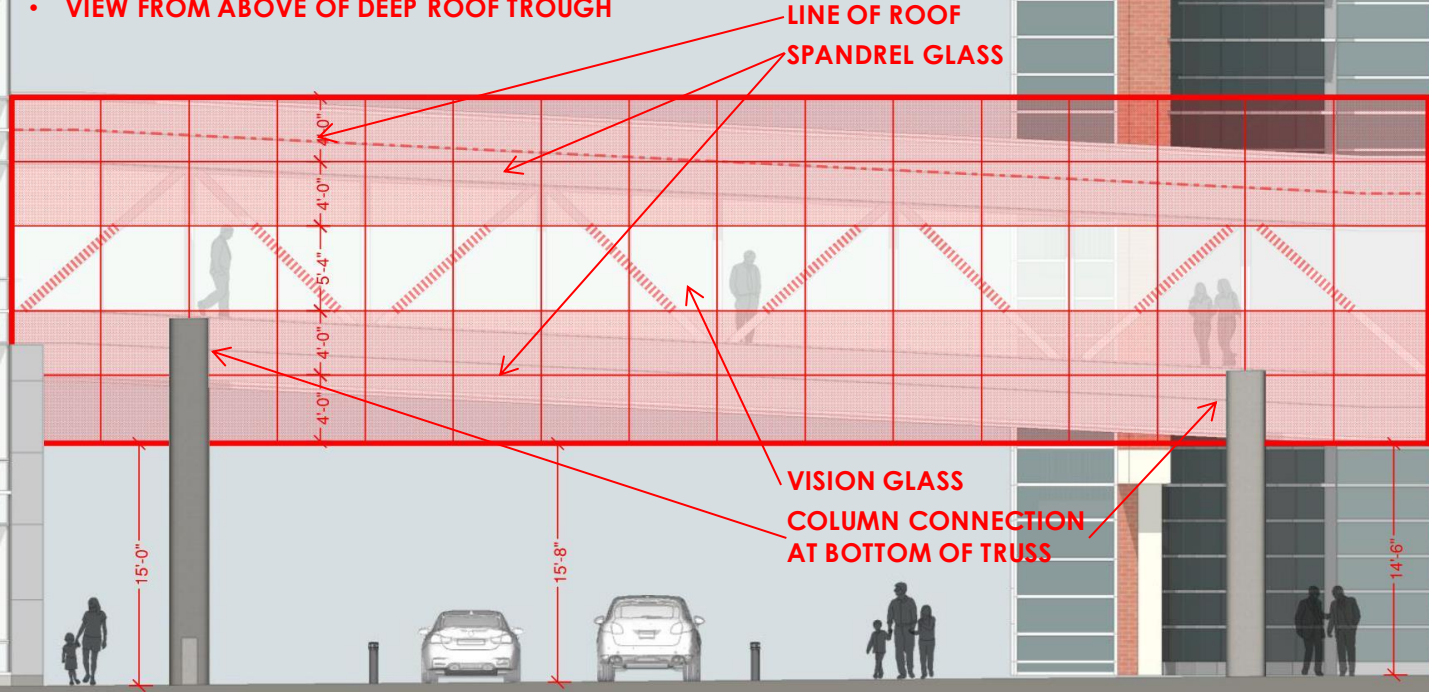 • VIEW FROM ABOVE OF DEEP ROOF TROUGH
LINE OF ROOF
SPANDREL GLASS
4'-0"
4'-0"
5'-4"
4'-0"
4'-0"
VISION GLASS
COLUMN CONNECTION
AT BOTTOM OF TRUSS
15'-0"
15'-8"
14'-6"